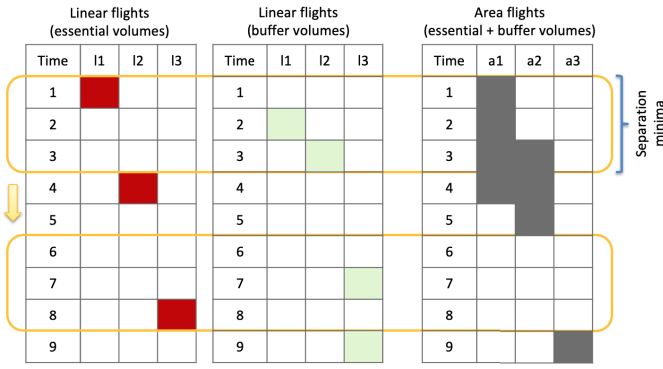 Linear flights
(essential volumes)
Linear flights
(buffer volumes)
Area flights
(essential + buffer volumes)
Time l1 l2 l3
Time l1 l2 l3
Time a1 a2 a3
1 1 1
2 2 2
3 3 3
4 4 4
5 5 5
6 6 6
7 7 7
8 8 8
9 9 9
Separation
minima